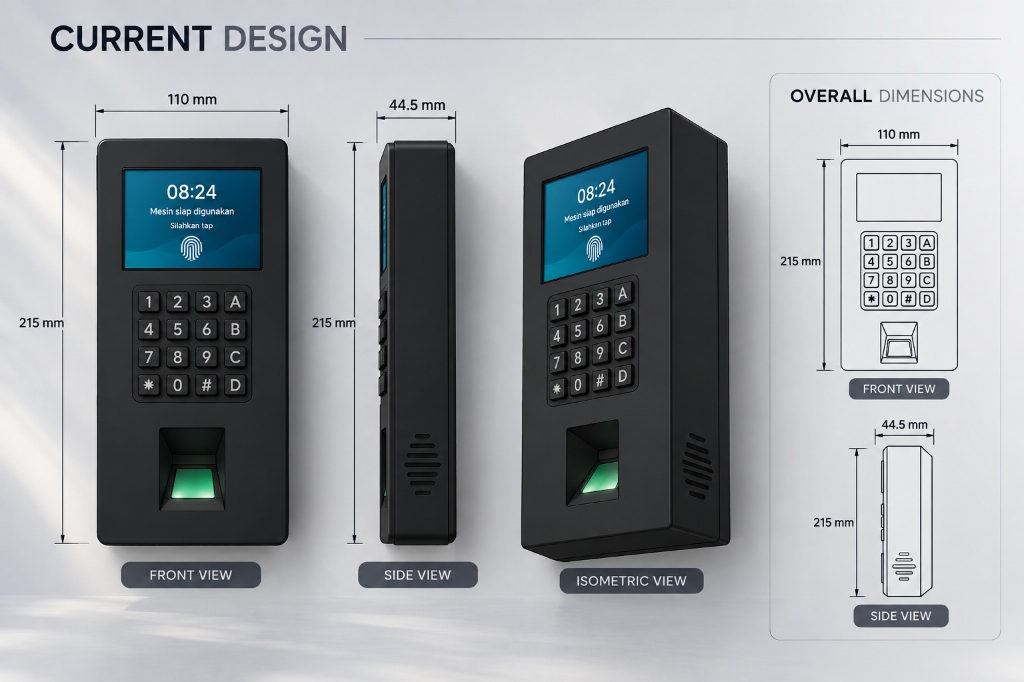 CURRENT DESIGN
110 mm
215 mm
08:24
Mesin siap digunakan
Silahkan tap
1 2 3 A
4 5 6 B
7 8 9 C
* 0 # D
FRONT VIEW
44.5 mm
215 mm
SIDE VIEW
08:24
Mesin siap digunakan
Silahkan tap
1 2 3 A
4 5 6 B
7 8 9 C
* 0 # D
ISOMETRIC VIEW
OVERALL DIMENSIONS
110 mm
215 mm
1 2 3 A
4 5 6 B
7 8 9 C
* 0 # D
FRONT VIEW
44.5 mm
215 mm
SIDE VIEW